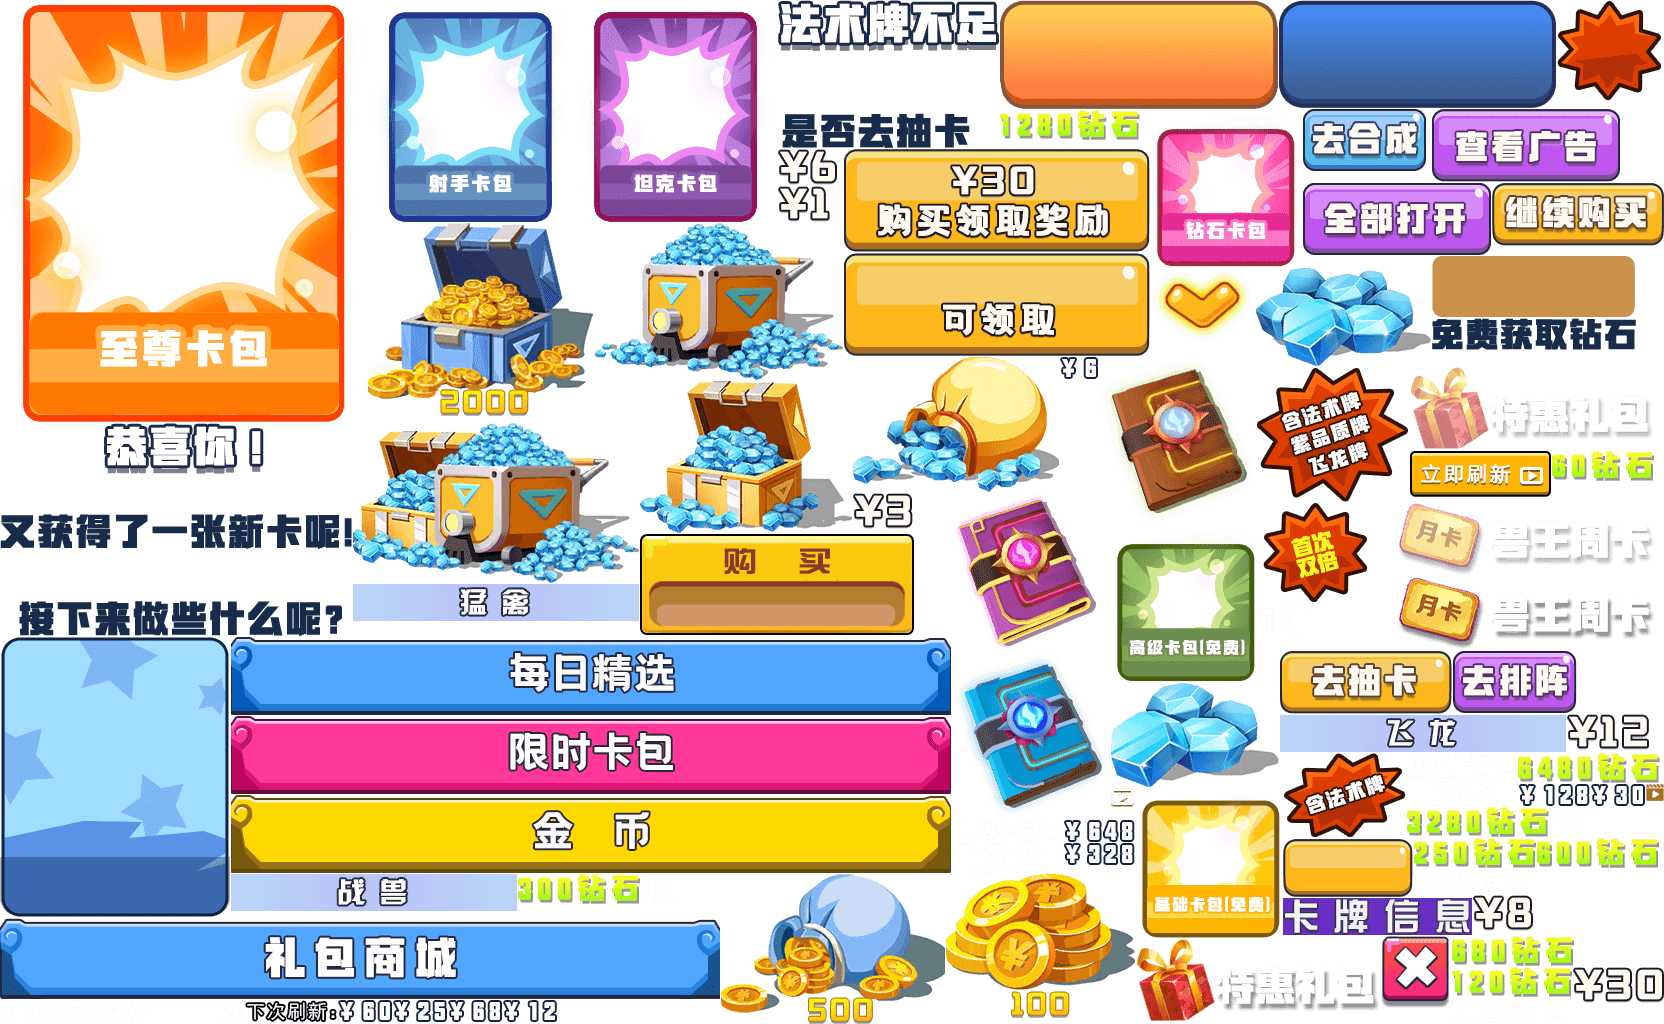 法术牌不足
是否去抽卡
1280钻石
¥6
¥1
¥30
购买领取奖励
可领取
¥6
射手卡包
坦克卡包
至尊卡包
恭喜你！
又获得了一张新卡呢!
接下来做些什么呢?
2000
¥3
购 买
猛禽
钻石卡包
去合成
查看广告
全部打开
继续购买
免费获取钻石
含法术牌
紫品质牌
飞龙牌
特惠礼包
立即刷新
60钻石
首次
双倍
月卡
兽王周卡
月卡
兽王周卡
高级卡包(免费)
去抽卡
去排阵
飞龙
¥12
每日精选
限时卡包
金 币
战兽
300钻石
礼包商城
下次刷新:¥60¥25¥68¥12
500
100
¥648
¥328
基础卡包(免费)
含法术牌
6480钻石
¥128¥30
3280钻石
250钻石600钻石
卡牌信息
¥8
特惠礼包
680钻石
120钻石
¥30